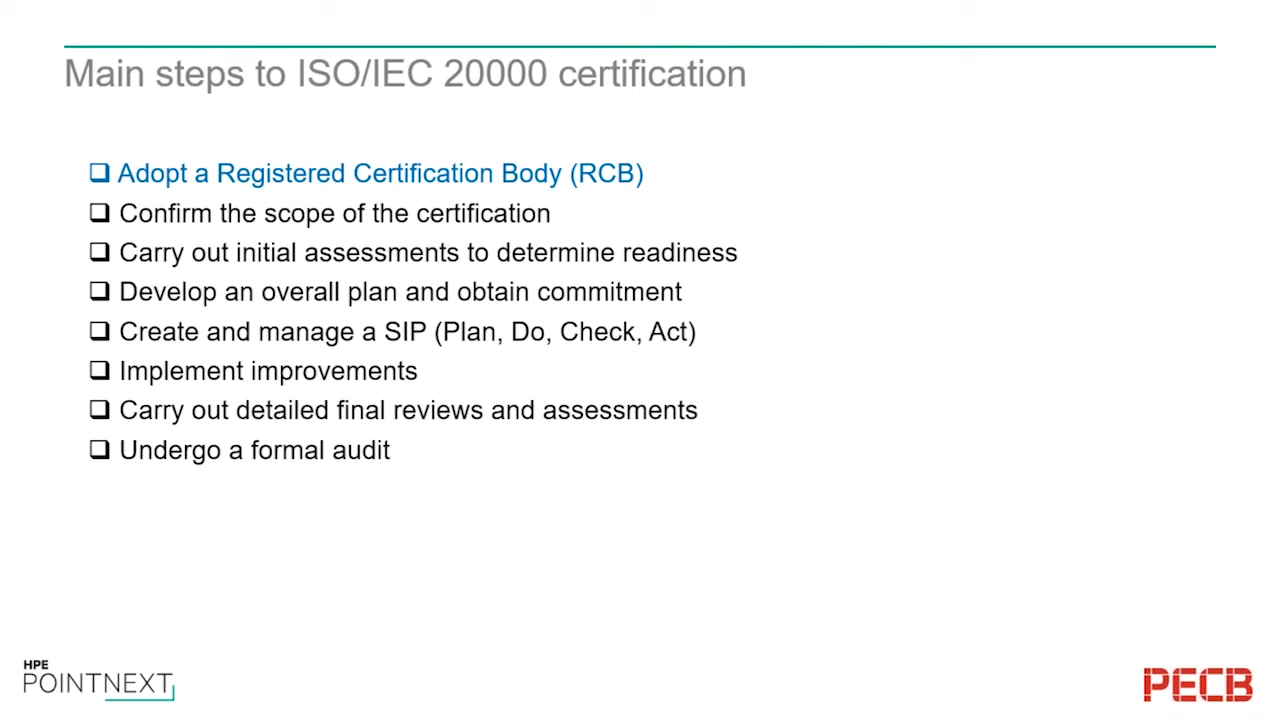 Main steps to ISO/IEC 20000 certification
❑ Adopt a Registered Certification Body (RCB)
❑ Confirm the scope of the certification
❑ Carry out initial assessments to determine readiness
❑ Develop an overall plan and obtain commitment
❑ Create and manage a SIP (Plan, Do, Check, Act)
❑ Implement improvements
❑ Carry out detailed final reviews and assessments
❑ Undergo a formal audit
HPE
POINTNEXT
PECB